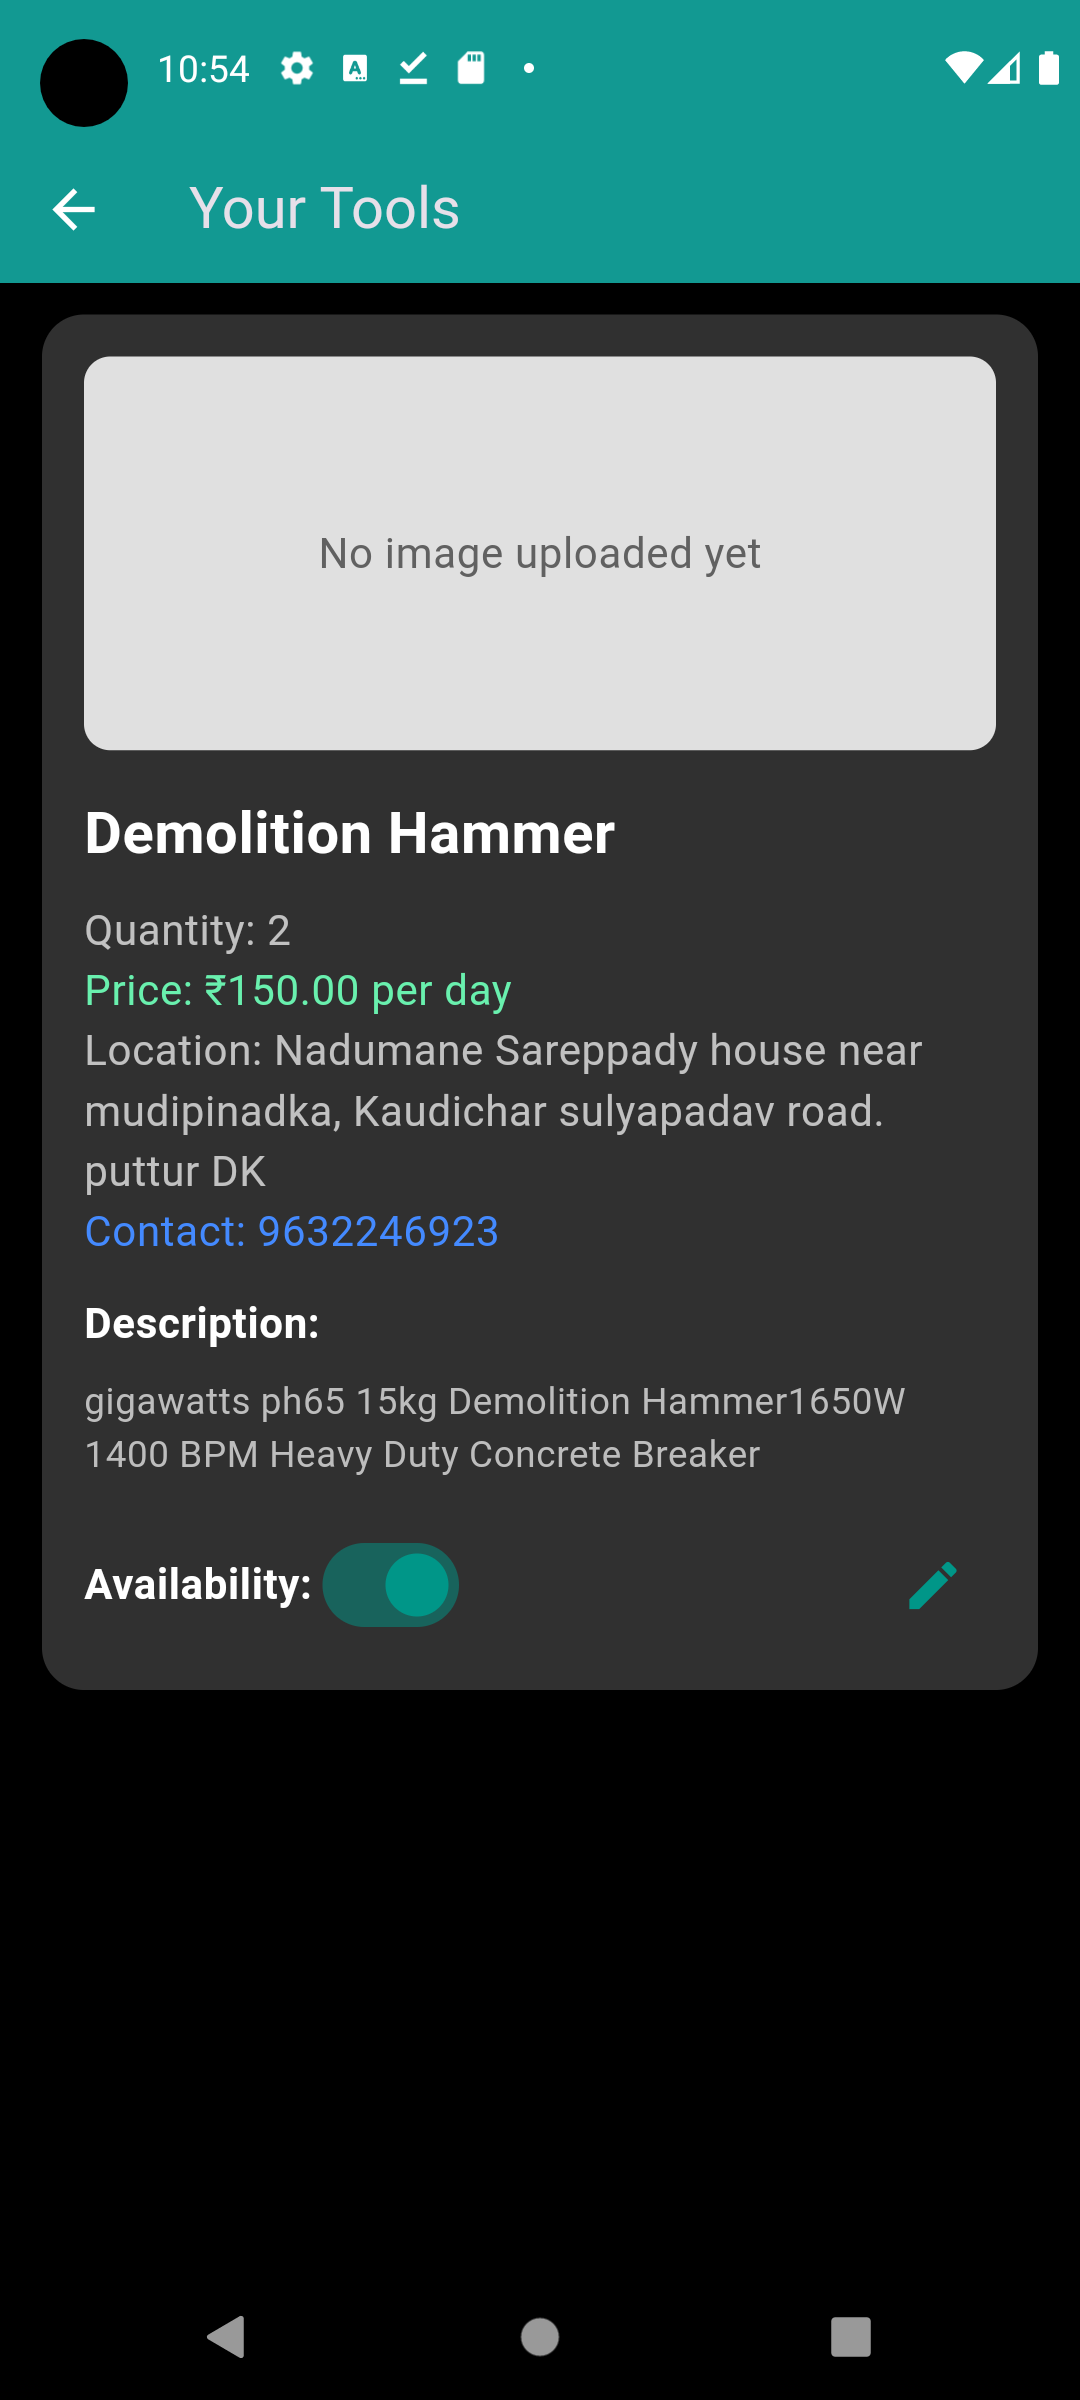 10:54
Your Tools
No image uploaded yet
Demolition Hammer
Quantity: 2
Price: ₹150.00 per day
Location: Nadumane Sareppady house near
mudipinadka, Kaudichar sulyapadav road.
puttur DK
Contact: 9632246923
Description:
gigawatts ph65 15kg Demolition Hammer1650W
1400 BPM Heavy Duty Concrete Breaker
Availability: